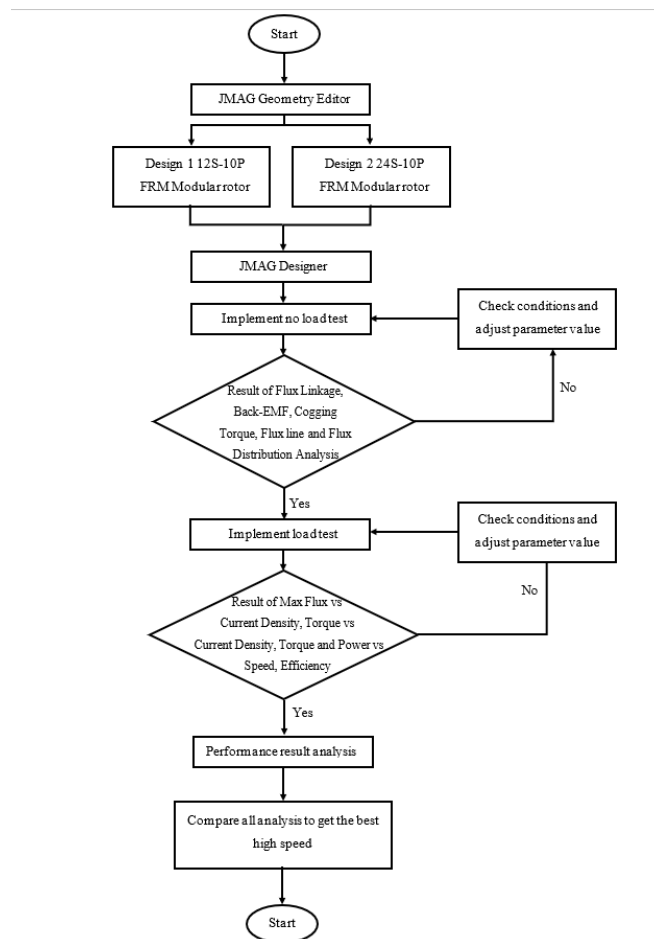 Start
JMAG Geometry Editor
Design 1 12S-10P
FRM Modular rotor
Design 2 24S-10P
FRM Modular rotor
JMAG Designer
Implement no load test
Check conditions and
adjust parameter value
Result of Flux Linkage,
Back-EMF, Cogging
Torque, Flux line and Flux
Distribution Analysis
No
Yes
Implement load test
Check conditions and
adjust parameter value
Result of Max Flux vs
Current Density, Torque vs
Current Density, Torque and Power vs
Speed, Efficiency
No
Yes
Performance result analysis
Compare all analysis to get the best
high speed
Start